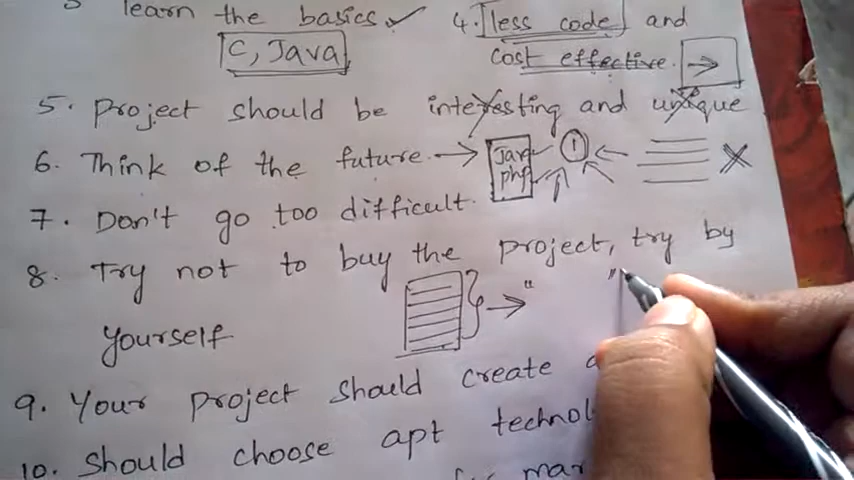 learn the basics 4. less code and
C, Java cost effective.
5. Project should be interesting and unique
6. Think of the future. Java
php
7. Don't go too difficult.
8. Try not to buy the project, try by
yourself
9. Your project should create
10. should choose apt